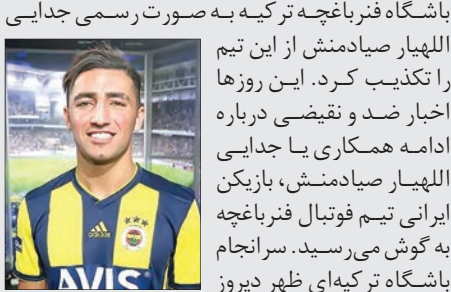 باشگاه فنرباغچه ترکیه به صورت رسمی جدایی
اللهیار صیادمنش از این تیم
را تکذیب کرد. این روزها
اخبار ضد و نقیضی درباره
ادامه همکاری یا جدایی
اللهیار صیادمنش، بازیکن
ایرانی تیم فوتبال فنرباغچه
به گوش می‌رسید. سرانجام
باشگاه ترکیه‌ای ظهر دیروز
adidas
AVIS